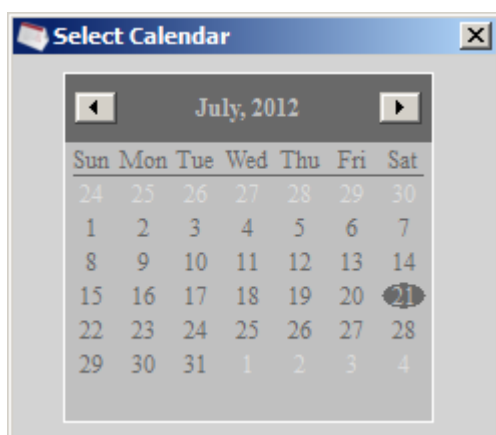 Select Calendar
July, 2012
Sun Mon Tue Wed Thu Fri Sat
24 25 26 27 28 29 30
1 2 3 4 5 6 7
8 9 10 11 12 13 14
15 16 17 18 19 20 21
22 23 24 25 26 27 28
29 30 31 1 2 3 4